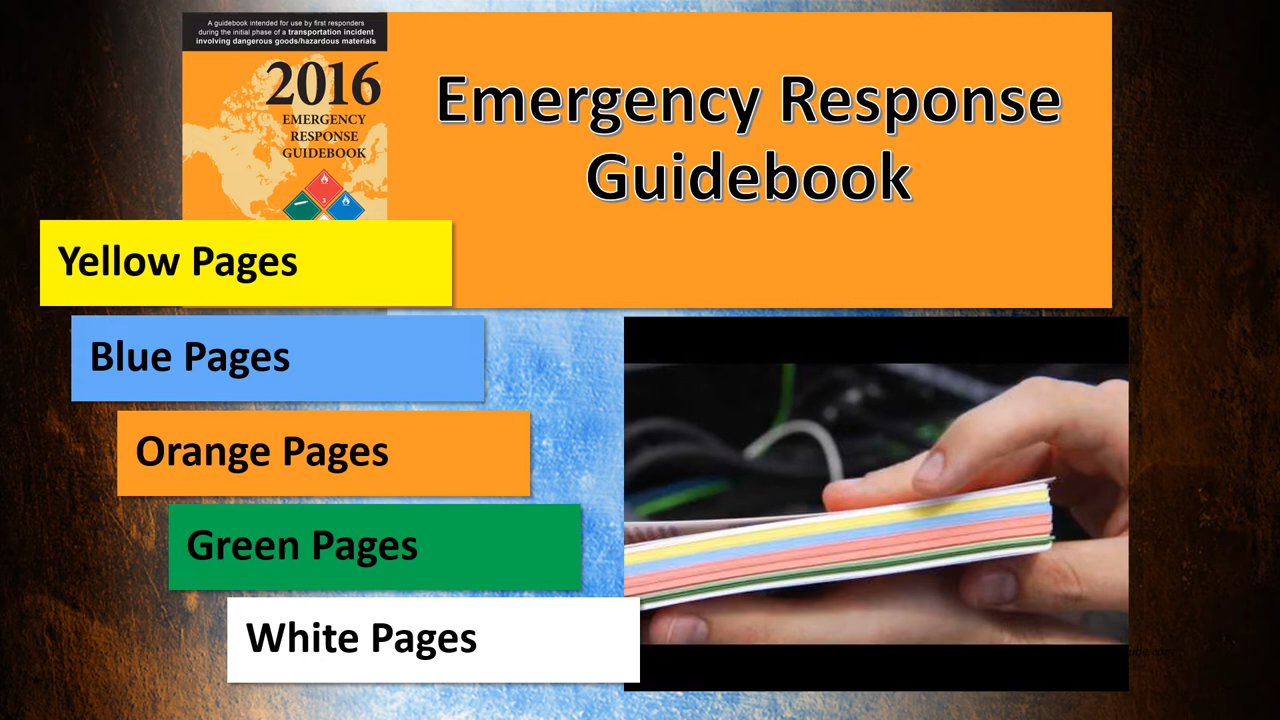 A guidebook intended for use by first responders
during the initial phase of a transportation incident
involving dangerous goods/hazardous materials
2016
EMERGENCY
RESPONSE
GUIDEBOOK
3
Emergency Response
Guidebook
Yellow Pages
Blue Pages
Orange Pages
Green Pages
White Pages